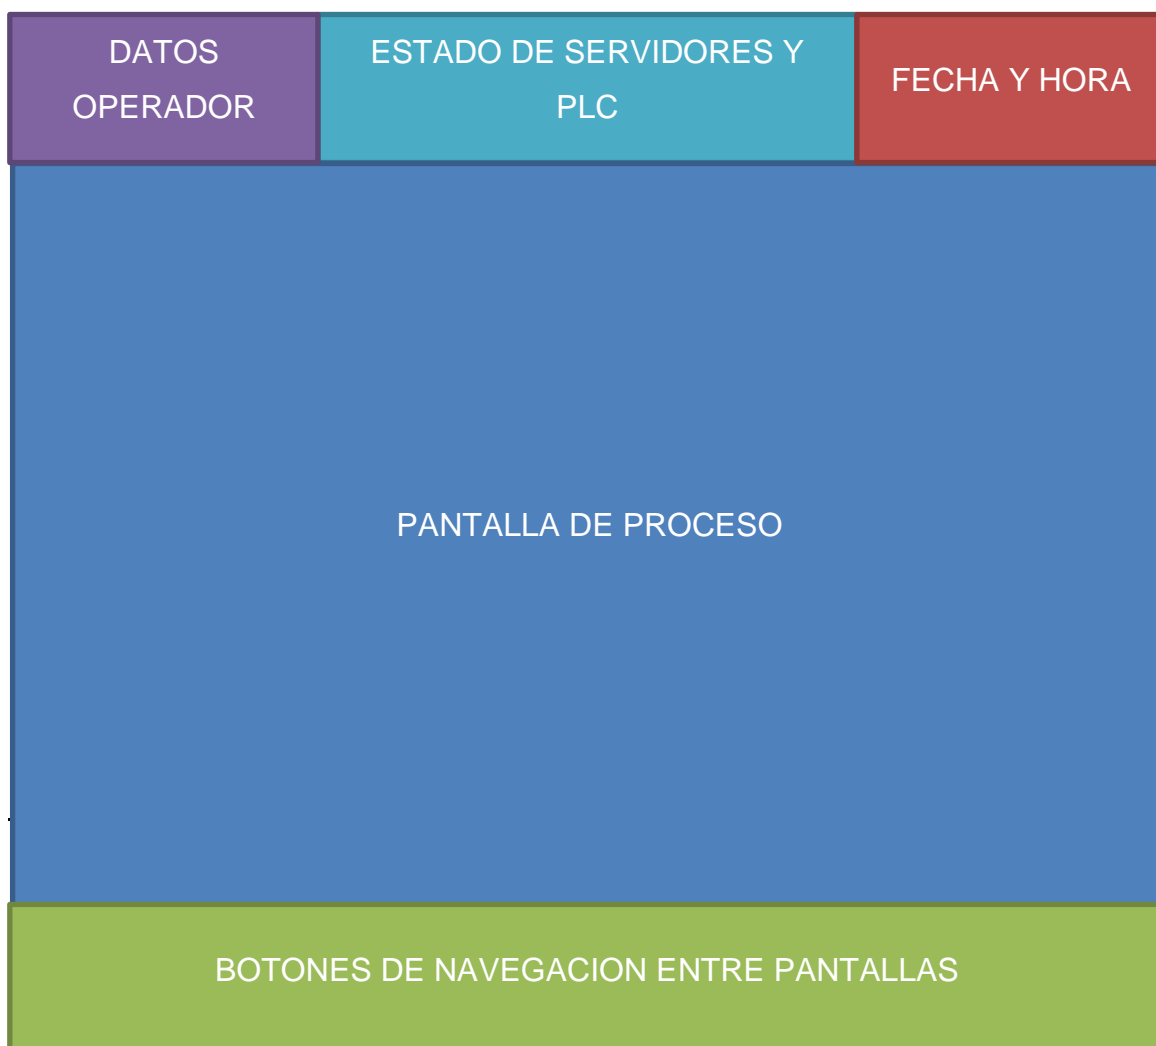 DATOS
OPERADOR
ESTADO DE SERVIDORES Y
PLC
FECHA Y HORA
PANTALLA DE PROCESO
BOTONES DE NAVEGACION ENTRE PANTALLAS